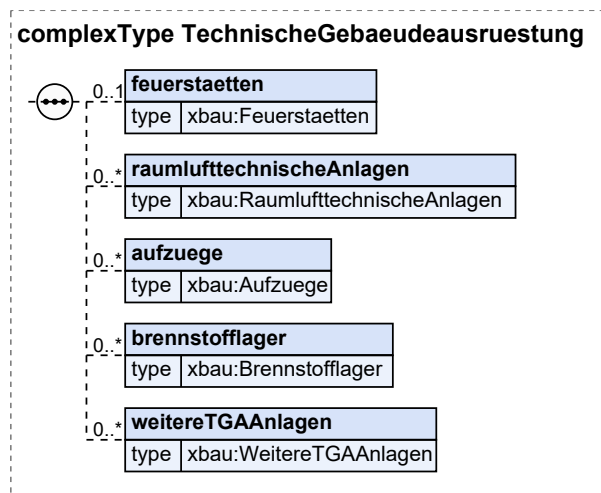 complexType TechnischeGebaeudeausruestung
0..1
feuerstaetten
type xbau:Feuerstaetten
0..*
raumlufttechnischeAnlagen
type xbau:RaumlufttechnischeAnlagen
0..*
aufzuege
type xbau:Aufzuege
0..*
brennstofflager
type xbau:Brennstofflager
0..*
weitereTGAAnlagen
type xbau:WeitereTGAAnlagen